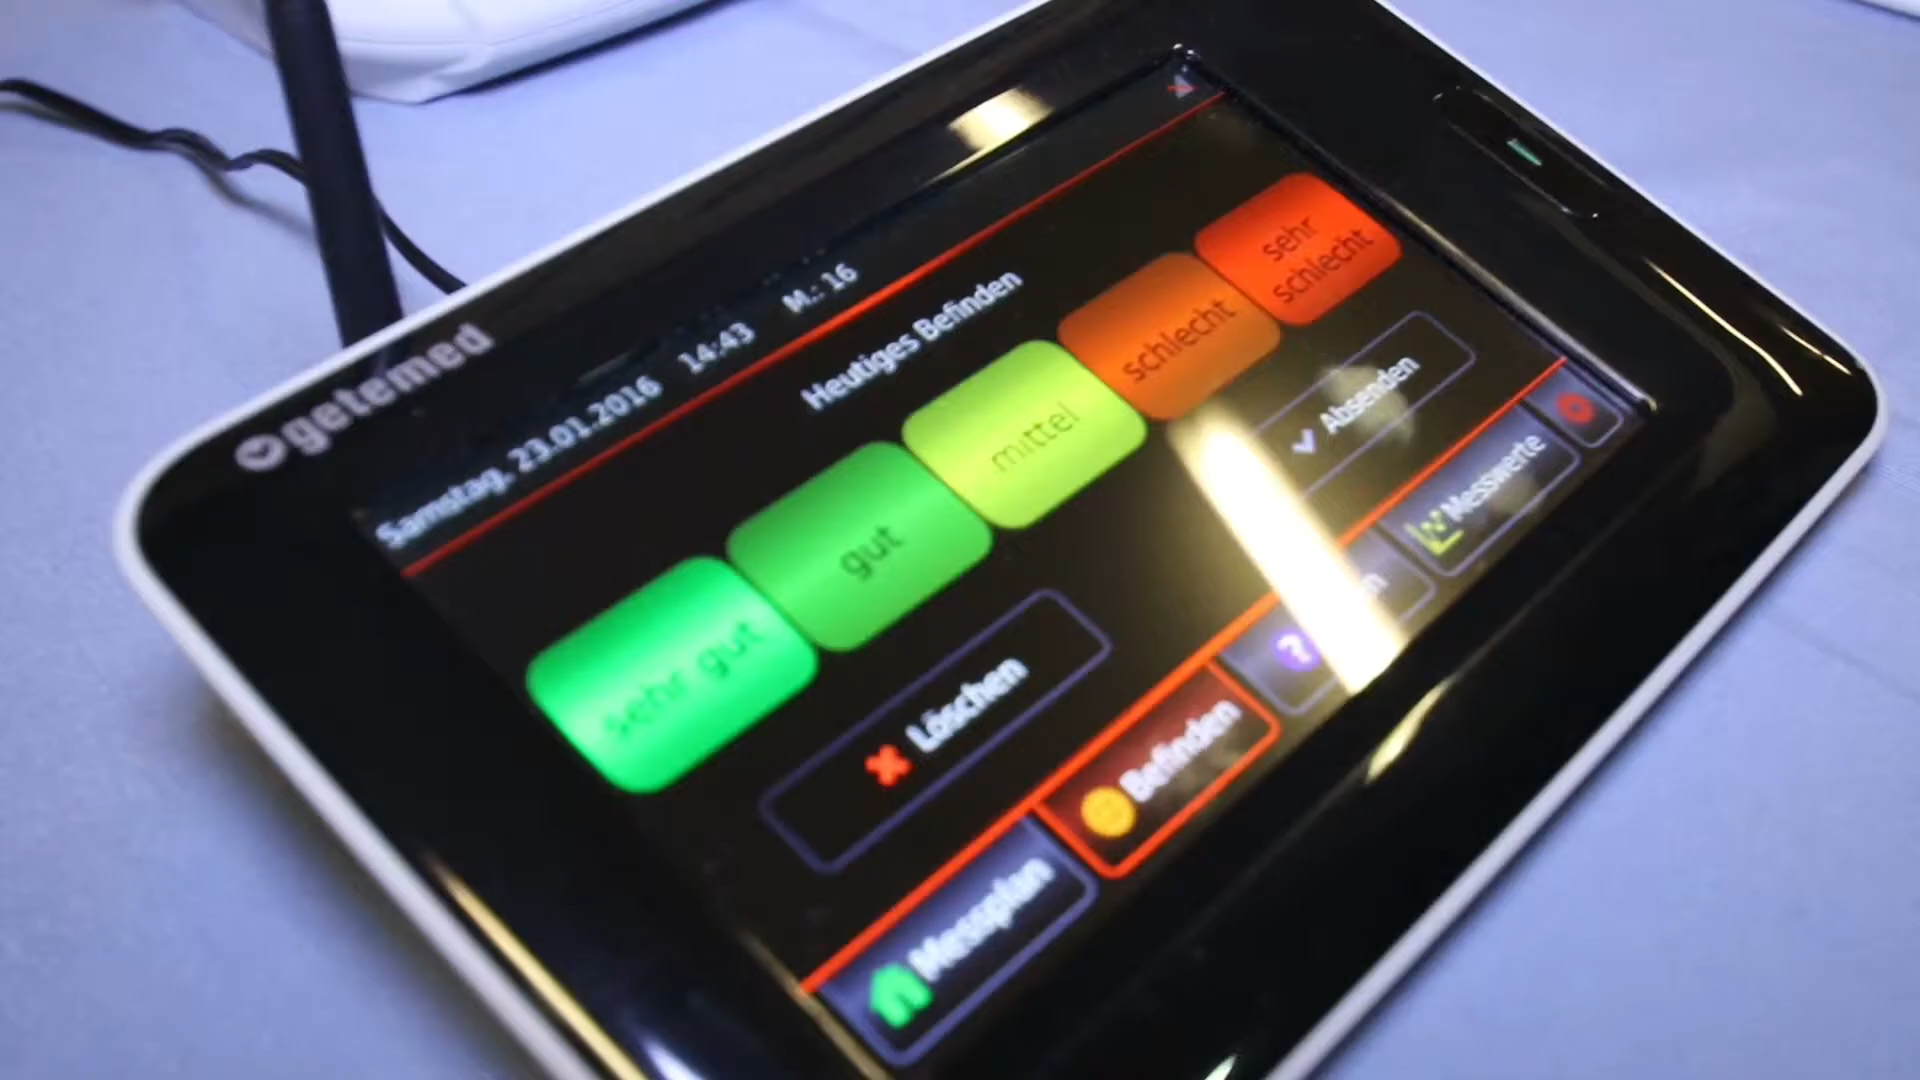 getemed
Samstag, 23.01.2016 14:43 M.: 16
Heutiges Befinden
sehr gut
gut
mittel
schlecht
sehr
schlecht
Löschen
Absenden
Messplan
Befinden
?
Messwerte